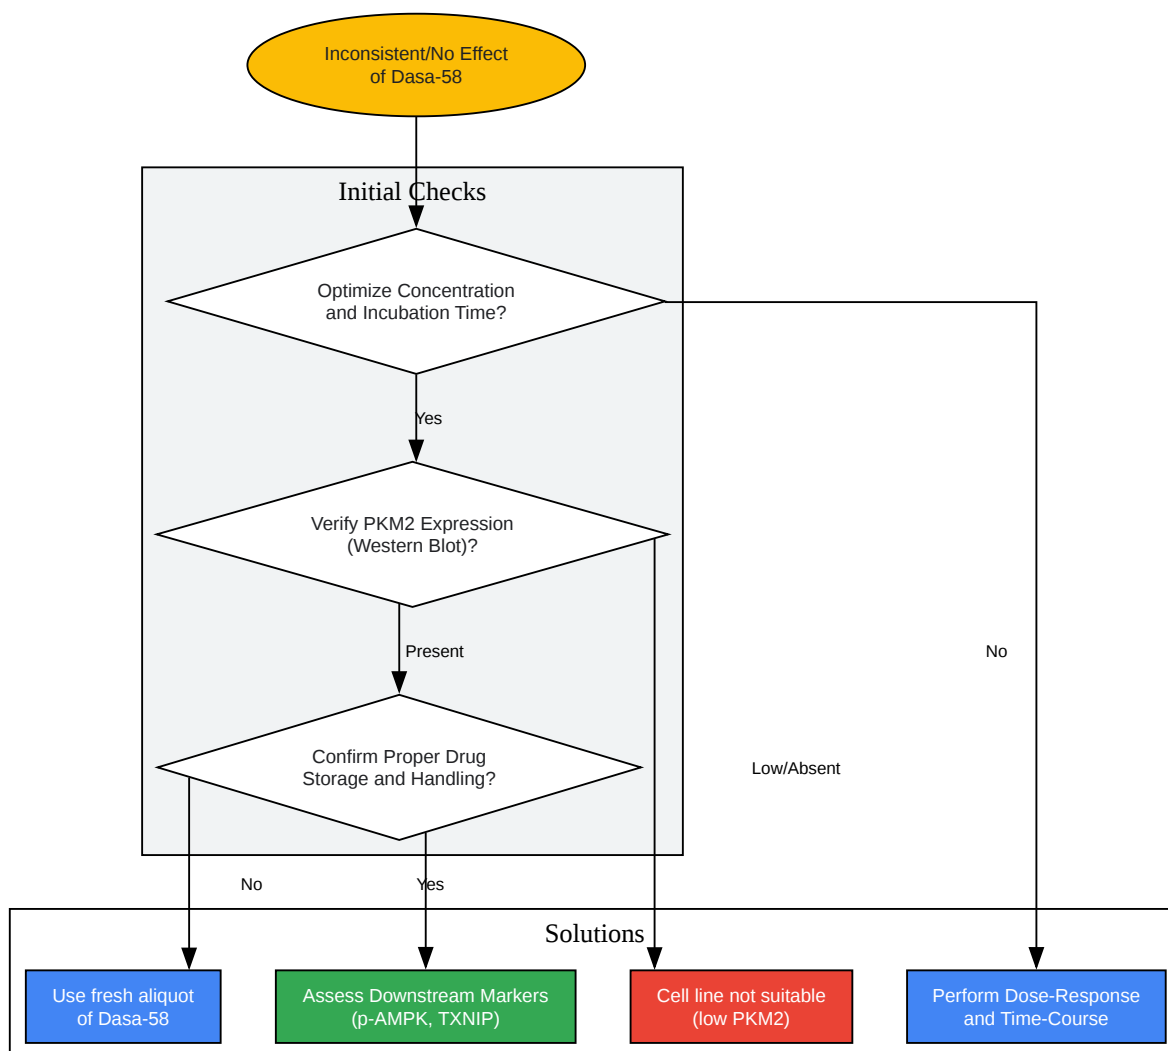 Inconsistent/No Effect
of Dasa-58
Initial Checks
Optimize Concentration
and Incubation Time?
Yes
Verify PKM2 Expression
(Western Blot)?
Present
No
Confirm Proper Drug
Storage and Handling?
Low/Absent
No
Yes
Solutions
Use fresh aliquot
of Dasa-58
Assess Downstream Markers
(p-AMPK, TXNIP)
Cell line not suitable
(low PKM2)
Perform Dose-Response
and Time-Course